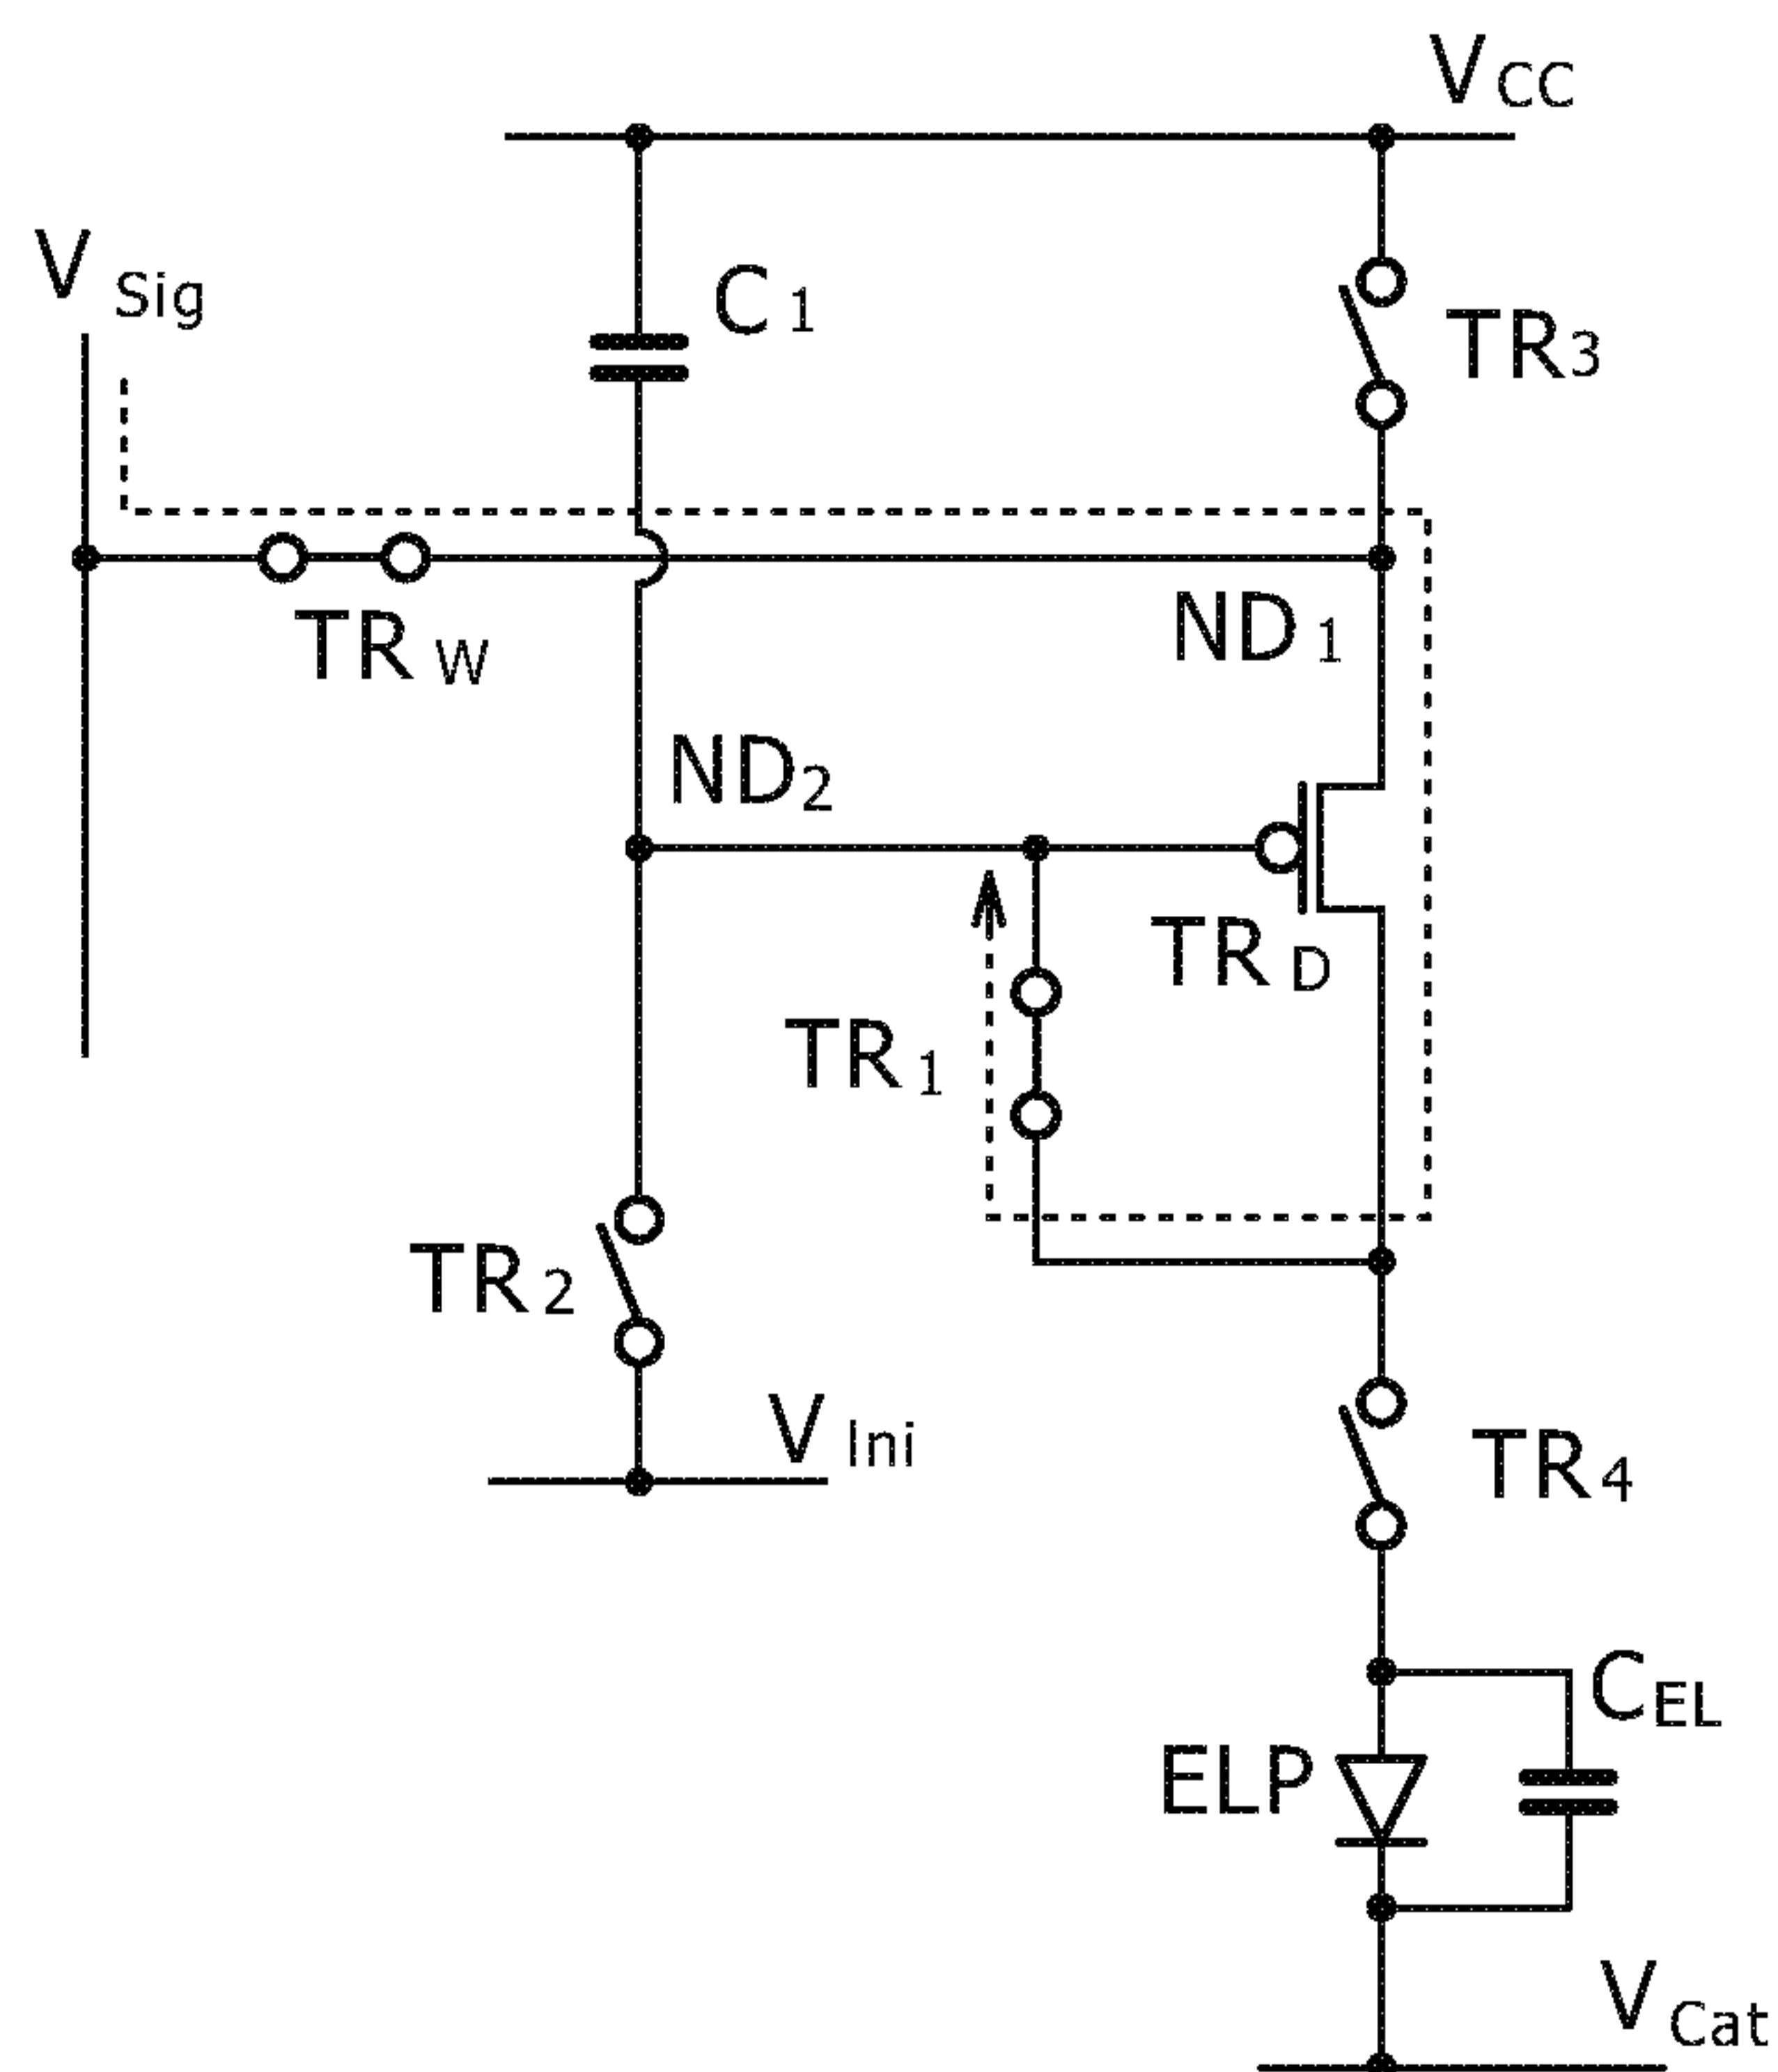 VCC
VSig
C1
TR3
TRW
ND1
ND2
TRD
TR1
TR2
VIni
TR4
CEL
ELP
VCat